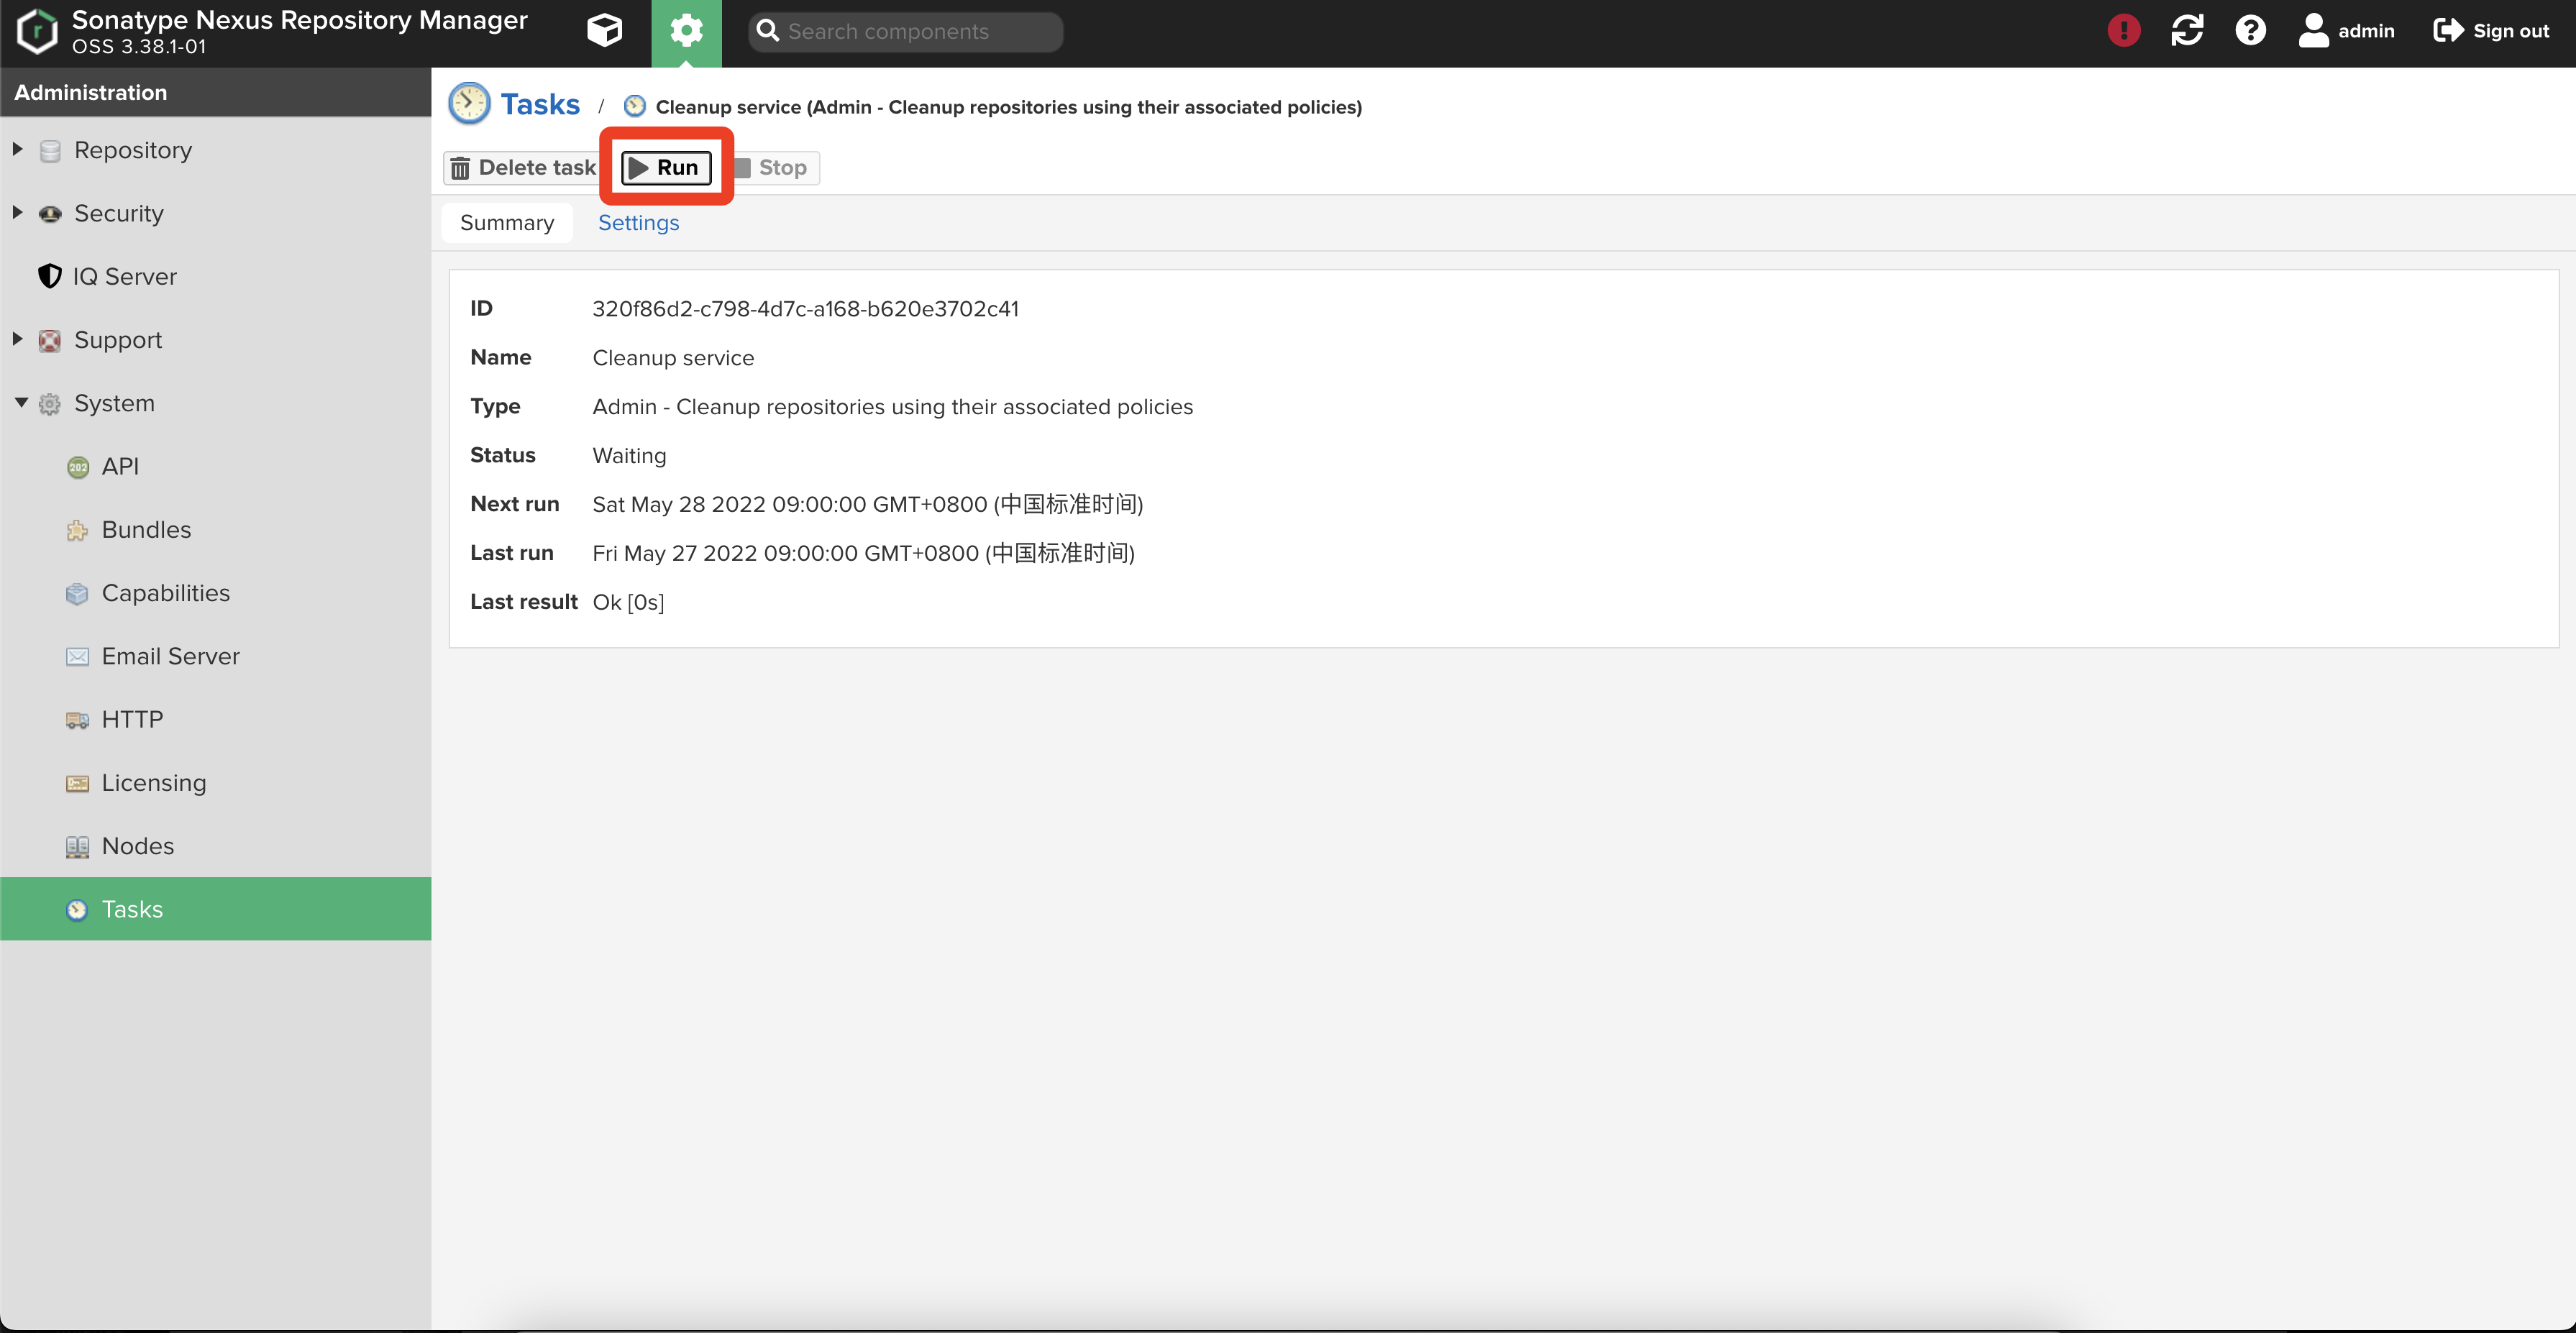 Sonatype Nexus Repository Manager
OSS 3.38.1-01
Search components
admin
Sign out
Administration
Repository
Security
IQ Server
Support
System
API
Bundles
Capabilities
Email Server
HTTP
Licensing
Nodes
Tasks
Tasks / Cleanup service (Admin - Cleanup repositories using their associated policies)
Delete task Run Stop
Summary Settings
ID 320f86d2-c798-4d7c-a168-b620e3702c41
Name Cleanup service
Type Admin - Cleanup repositories using their associated policies
Status Waiting
Next run Sat May 28 2022 09:00:00 GMT+0800 (中国标准时间)
Last run Fri May 27 2022 09:00:00 GMT+0800 (中国标准时间)
Last result Ok [0s]